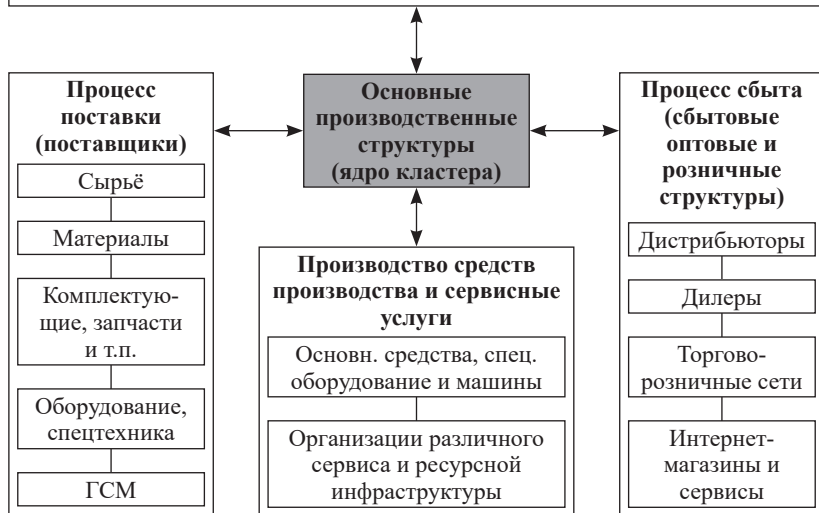 Процесс
поставки
(поставщики)
Сырьё
Материалы
Комплектую-
щие, запчасти
и т.п.
Оборудование,
спецтехника
ГСМ
Основные
производственные
структуры
(ядро кластера)
Производство средств
производства и сервисные
услуги
Основн. средства, спец.
оборудование и машины
Организации различного
сервиса и ресурсной
инфраструктуры
Процесс сбыта
(сбытовые
оптовые и
розничные
структуры)
Дистрибьюторы
Дилеры
Торгово-
розничные сети
Интернет-
магазины и
сервисы